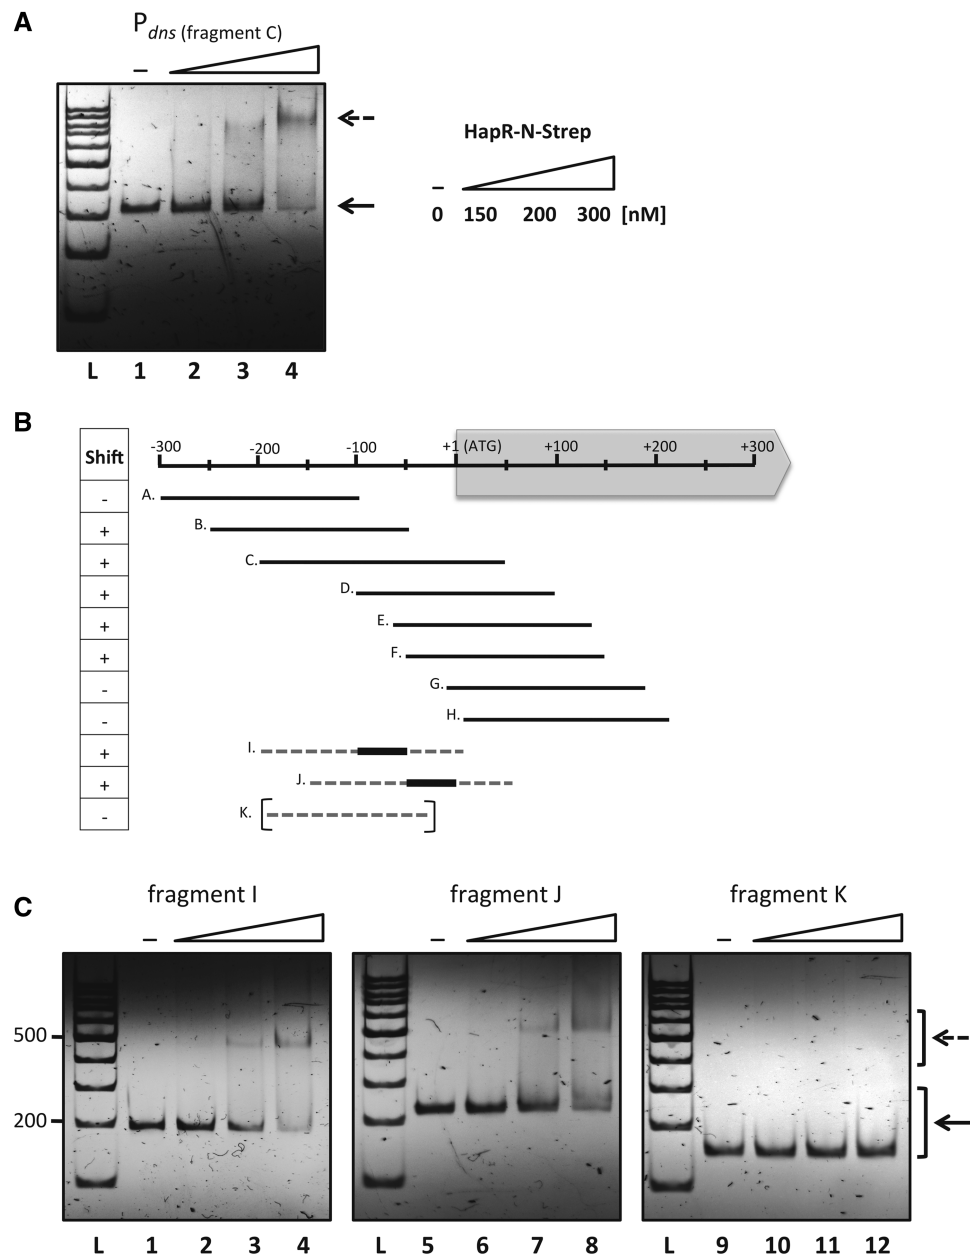 A
P dns (fragment C)
–
HapR-N-Strep
–
0 150 200 300 [nM]
L 1 2 3 4
B
Shift
-300 -200 -100 +1 (ATG) +100 +200 +300
- A.
+ B.
+ C.
+ D.
+ E.
+ F.
- G.
- H.
+ I.
+ J.
- K.
C
fragment I fragment J fragment K
– – –
500
200
L 1 2 3 4 L 5 6 7 8 L 9 10 11 12